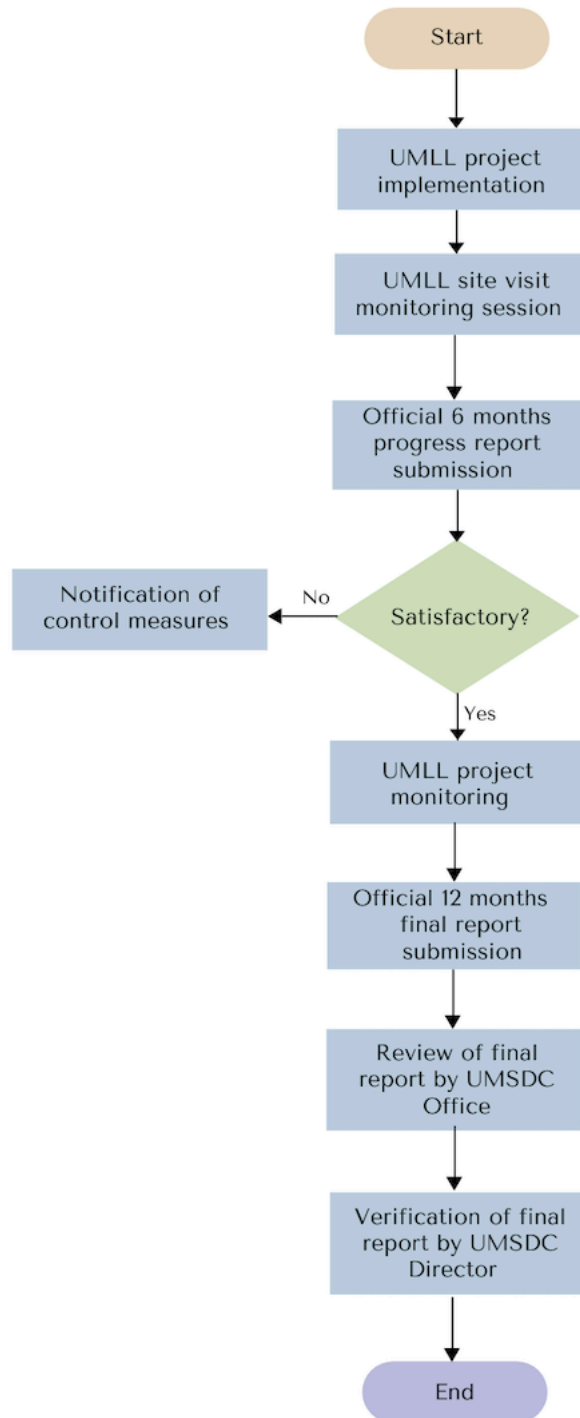 Start
UMLL project
implementation
UMLL site visit
monitoring session
Official 6 months
progress report
submission
Notification of
control measures
No
Satisfactory?
Yes
UMLL project
monitoring
Official 12 months
final report
submission
Review of final
report by UMSDC
Office
Verification of final
report by UMSDC
Director
End